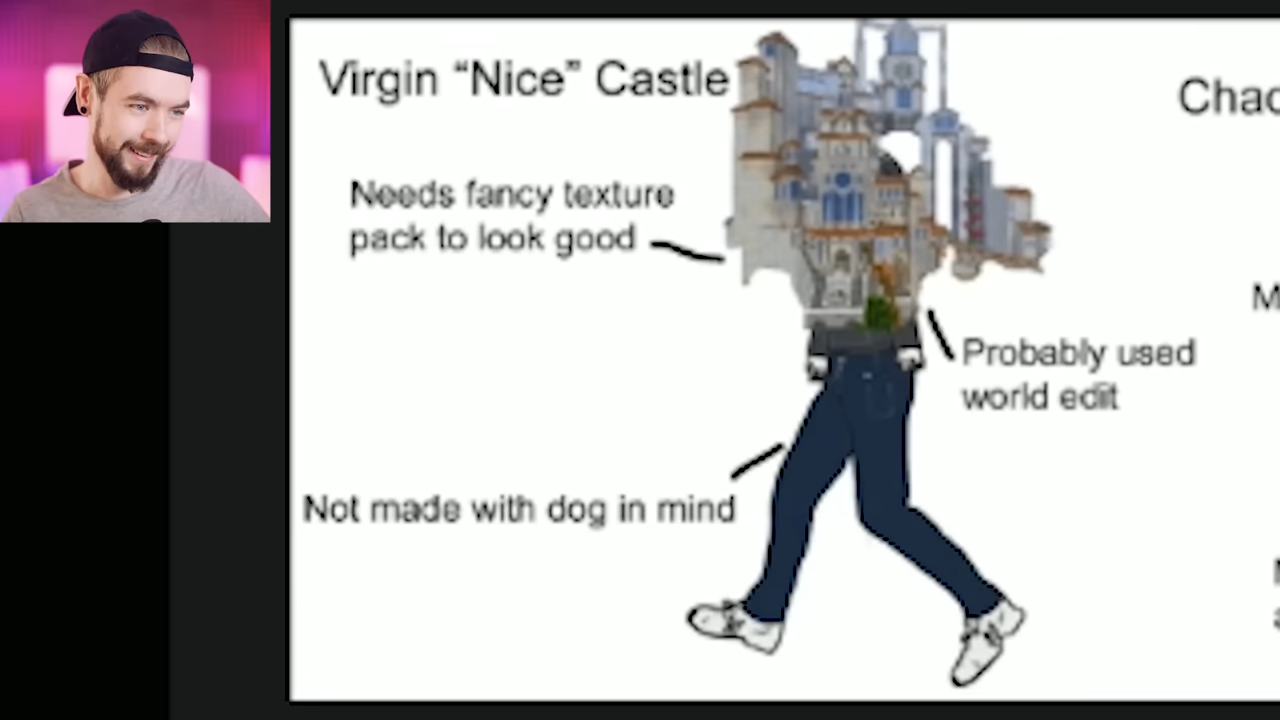 Virgin “Nice” Castle
Chac
Needs fancy texture
pack to look good
M
Probably used
world edit
Not made with dog in mind